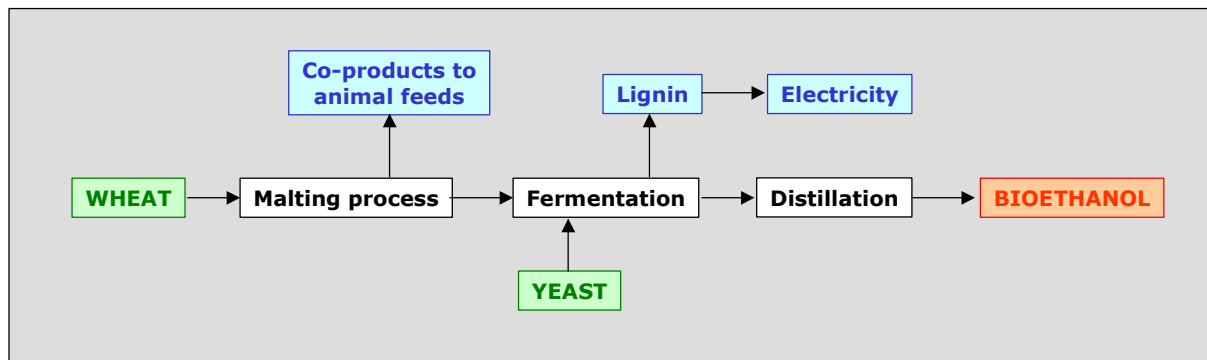 Co-products to
animal feeds
Lignin
Electricity
WHEAT
Malting process
Fermentation
Distillation
BIOETHANOL
YEAST